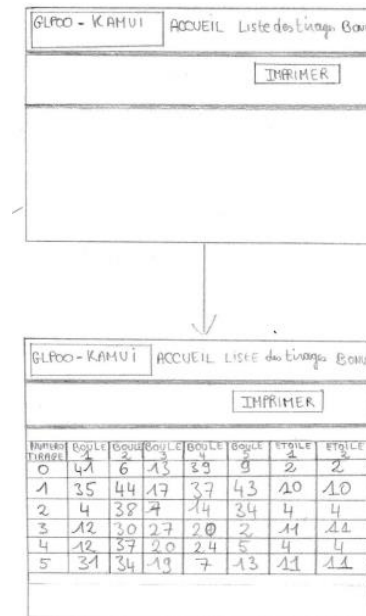 GLPOO - KAMUI ACCUEIL Liste des tirages Bonu
IMPRIMER
GLPOO - KAMUI ACCUEIL LISTE des tirages BONU
IMPRIMER
NUMERO TIRAGE BOULE 1 BOULE 2 BOULE 3 BOULE 4 BOULE 5 ETOILE 1 ETOILE 2
0 41 6 13 39 9 2 2
1 35 44 17 37 43 10 10
2 4 38 7 14 34 4 4
3 12 30 27 20 2 11 11
4 12 37 20 24 5 4 4
5 31 34 19 7 13 11 11